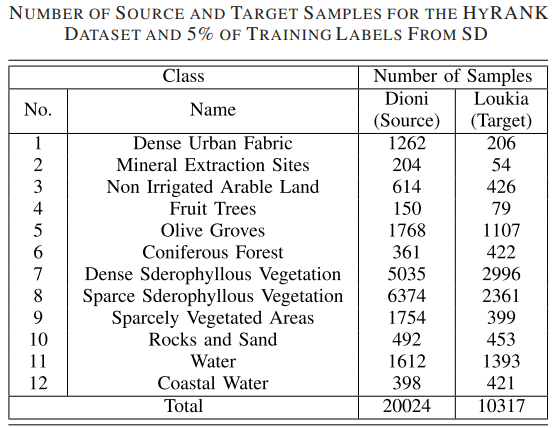 NUMBER OF SOURCE AND TARGET SAMPLES FOR THE HYRANK
DATASET AND 5% OF TRAINING LABELS FROM SD
Class Number of Samples
No. Name Dioni (Source) Loukia (Target)
1 Dense Urban Fabric 1262 206
2 Mineral Extraction Sites 204 54
3 Non Irrigated Arable Land 614 426
4 Fruit Trees 150 79
5 Olive Groves 1768 1107
6 Coniferous Forest 361 422
7 Dense Sderophyllous Vegetation 5035 2996
8 Sparce Sderophyllous Vegetation 6374 2361
9 Sparcely Vegetated Areas 1754 399
10 Rocks and Sand 492 453
11 Water 1612 1393
12 Coastal Water 398 421
Total 20024 10317